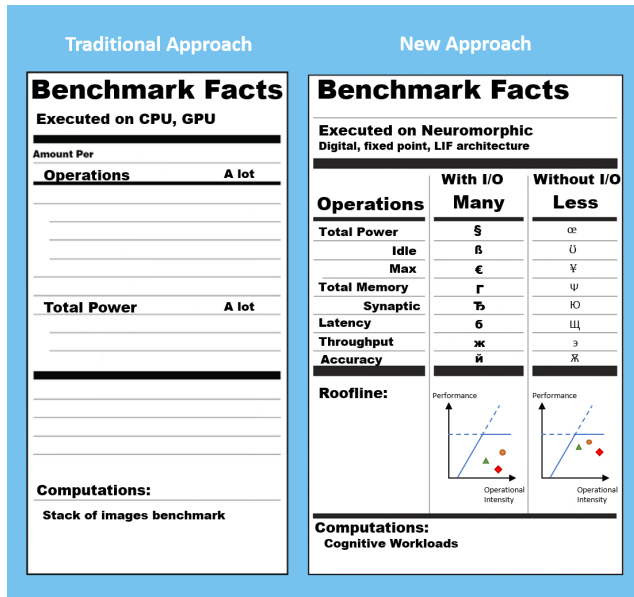 Traditional Approach
Benchmark Facts
Executed on CPU, GPU
Amount Per
Operations A lot
Total Power A lot
Computations:
Stack of images benchmark
New Approach
Benchmark Facts
Executed on Neuromorphic
Digital, fixed point, LIF architecture
With I/O Without I/O
Operations Many Less
Total Power § œ
Idle ß Ʊ
Max € ¥
Total Memory Г Ψ
Synaptic Ђ Ю
Latency б Щ
Throughput ж э
Accuracy й Ѫ
Roofline:
Performance Performance
Operational Intensity Operational Intensity
Computations:
Cognitive Workloads